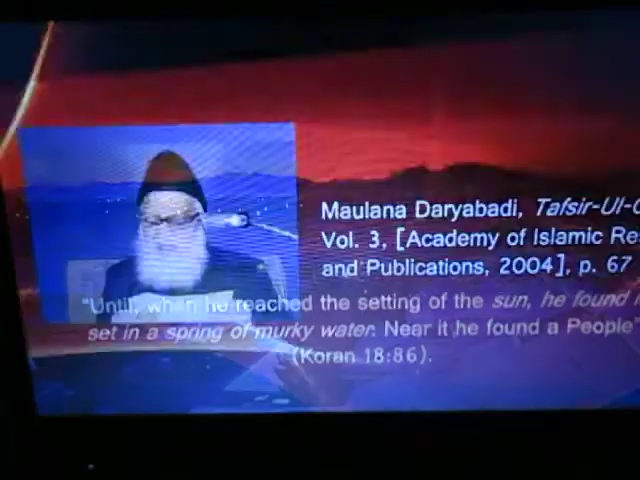 Maulana Daryabadi, Tafsir-Ul-
Vol. 3, [Academy of Islamic Re
and Publications, 2004], p. 67
"Until, when he reached the setting of the sun, he found
set in a spring of murky water. Near it he found a People"
(Koran 18:86).